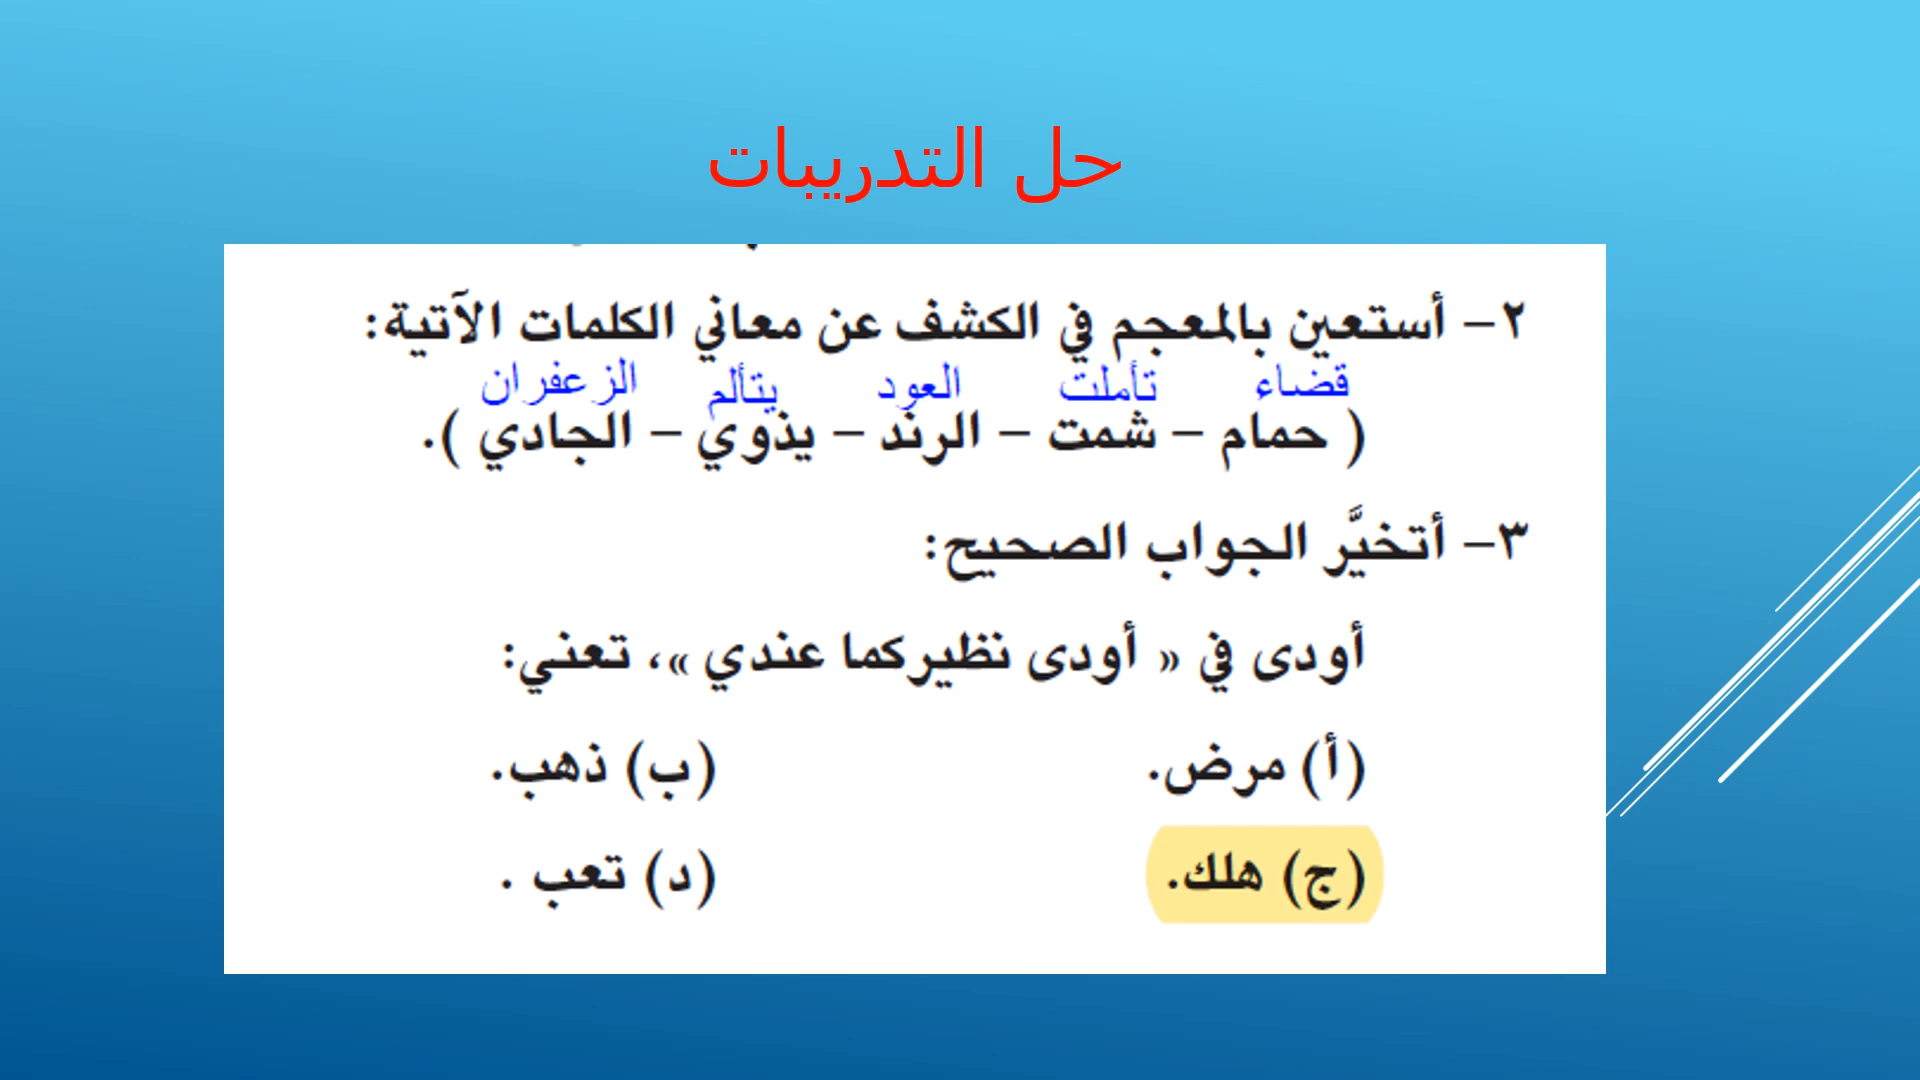 حل التدريبات
٢- أستعين بالمعجم في الكشف عن معاني الكلمات الآتية:
قضاء تأملت العود يتألم الزعفران
( حمام - شمت - الرند - يذوي - الجادي ).
٣- أتخيَّر الجواب الصحيح:
أودى في « أودى نظيركما عندي »، تعني:
(أ) مرض. (ب) ذهب.
(ج) هلك. (د) تعب .